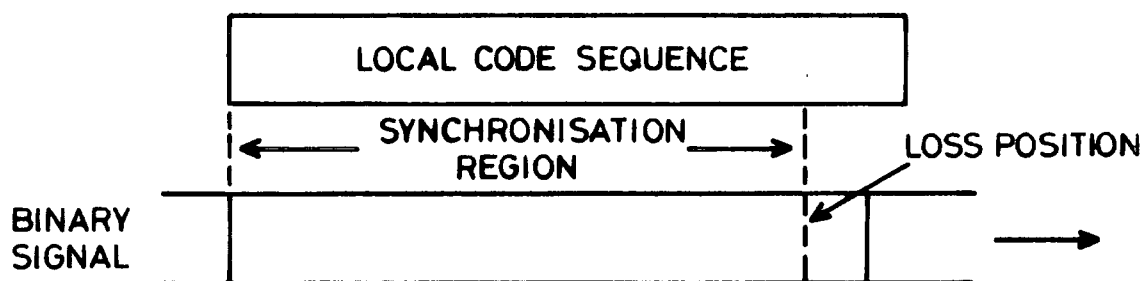 LOCAL CODE SEQUENCE
SYNCHRONISATION
REGION
LOSS POSITION
BINARY
SIGNAL